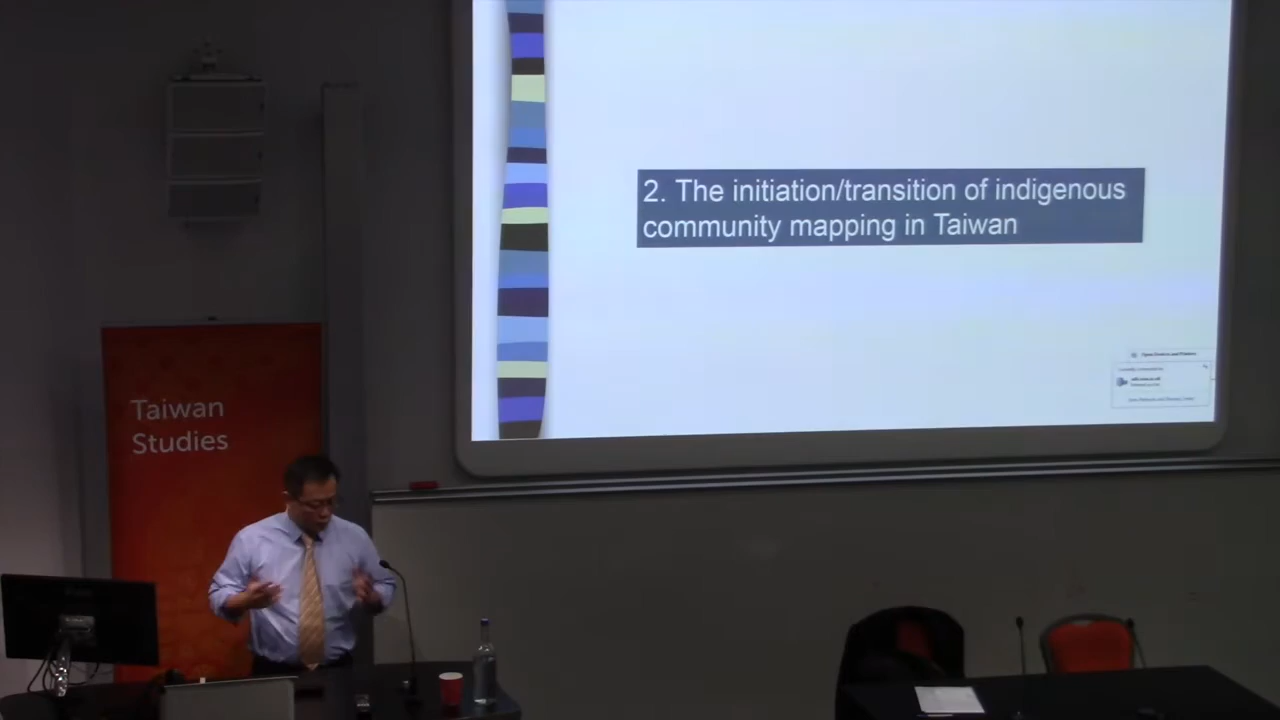 2. The initiation/transition of indigenous
community mapping in Taiwan
Taiwan
Studies